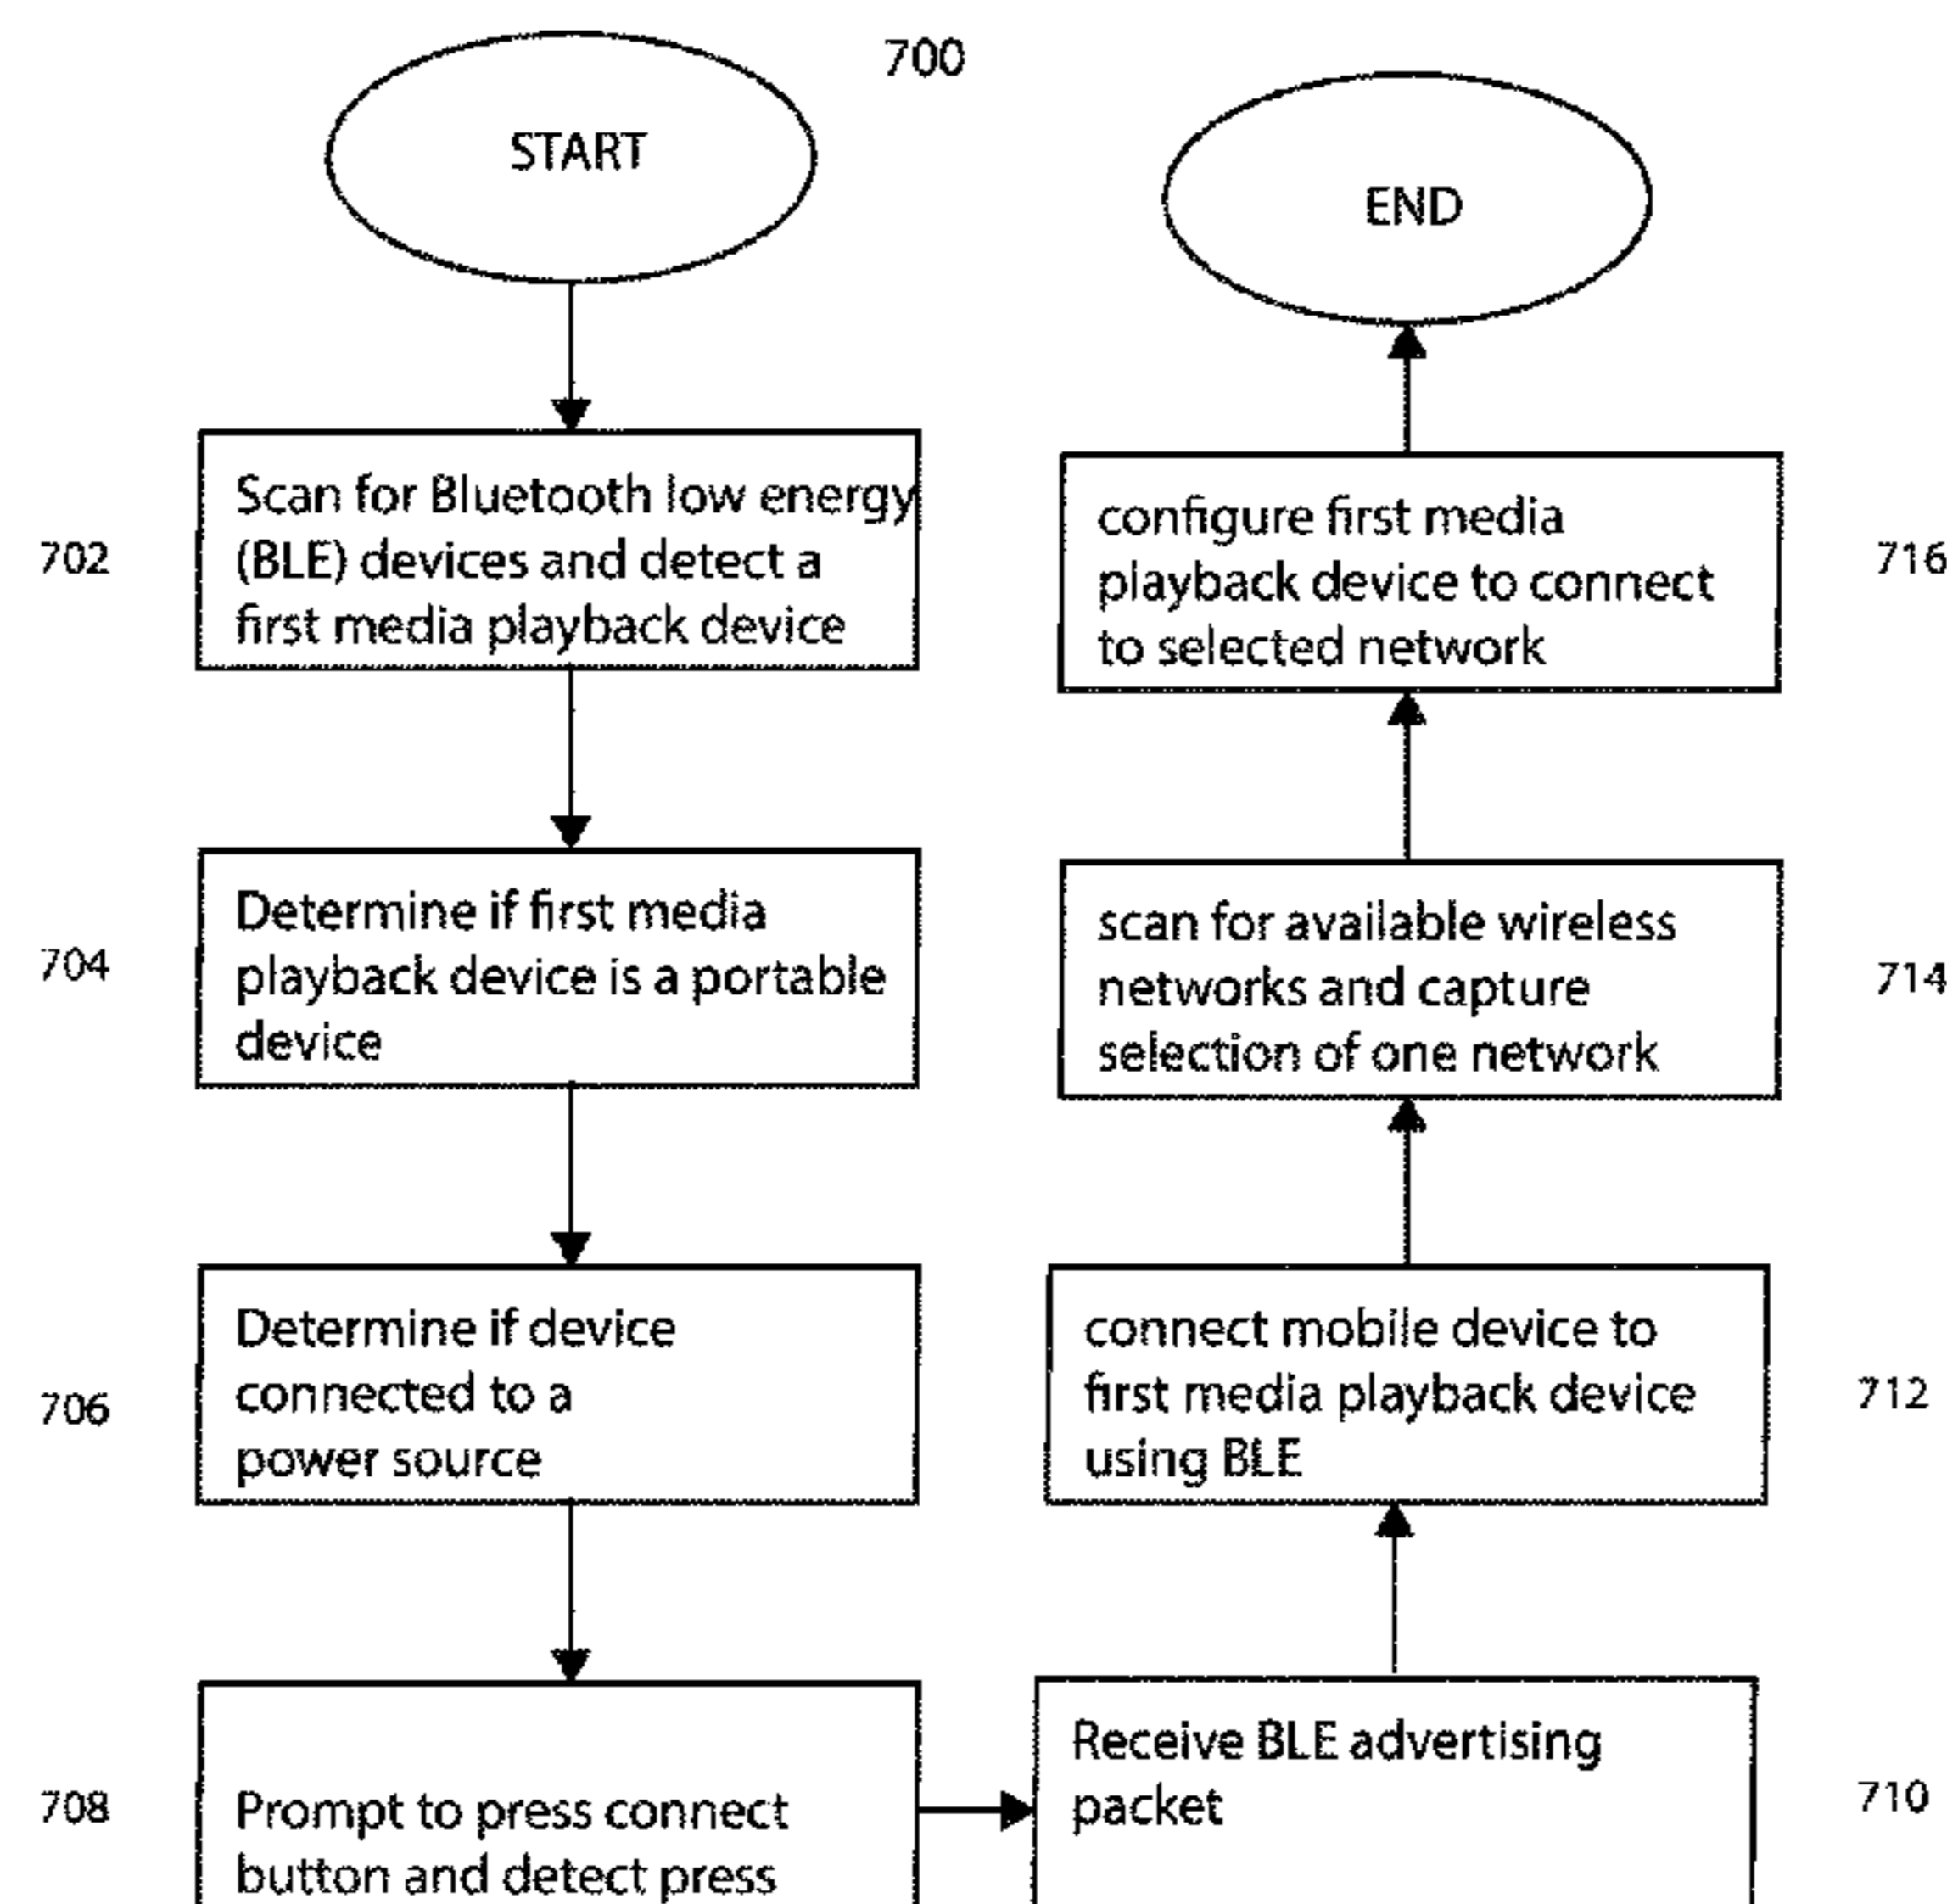 700
START
702
Scan for Bluetooth low energy
(BLE) devices and detect a
first media playback device
704
Determine if first media
playback device is a portable
device
706
Determine if device
connected to a
power source
708
Prompt to press connect
button and detect press
Receive BLE advertising
packet
710
connect mobile device to
first media playback device
using BLE
712
scan for available wireless
networks and capture
selection of one network
714
configure first media
playback device to connect
to selected network
716
END